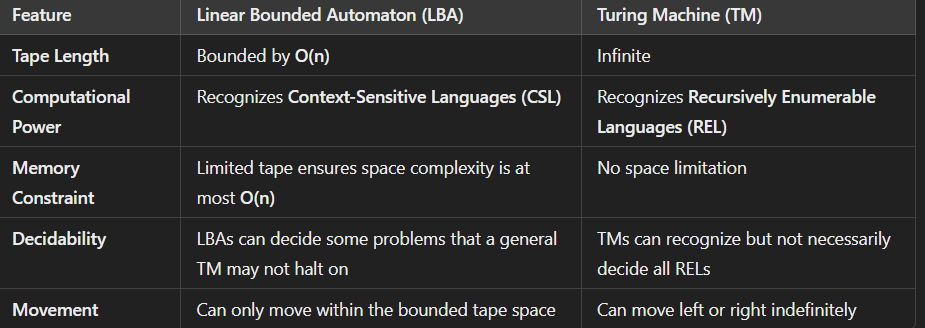 Feature Linear Bounded Automaton (LBA) Turing Machine (TM)
Tape Length Bounded by O(n) Infinite
Computational Recognizes Context-Sensitive Languages (CSL) Recognizes Recursively Enumerable
Power Languages (REL)
Memory Limited tape ensures space complexity is at No space limitation
Constraint most O(n)
Decidability LBAs can decide some problems that a general TMs can recognize but not necessarily
TM may not halt on decide all RELs
Movement Can only move within the bounded tape space Can move left or right indefinitely